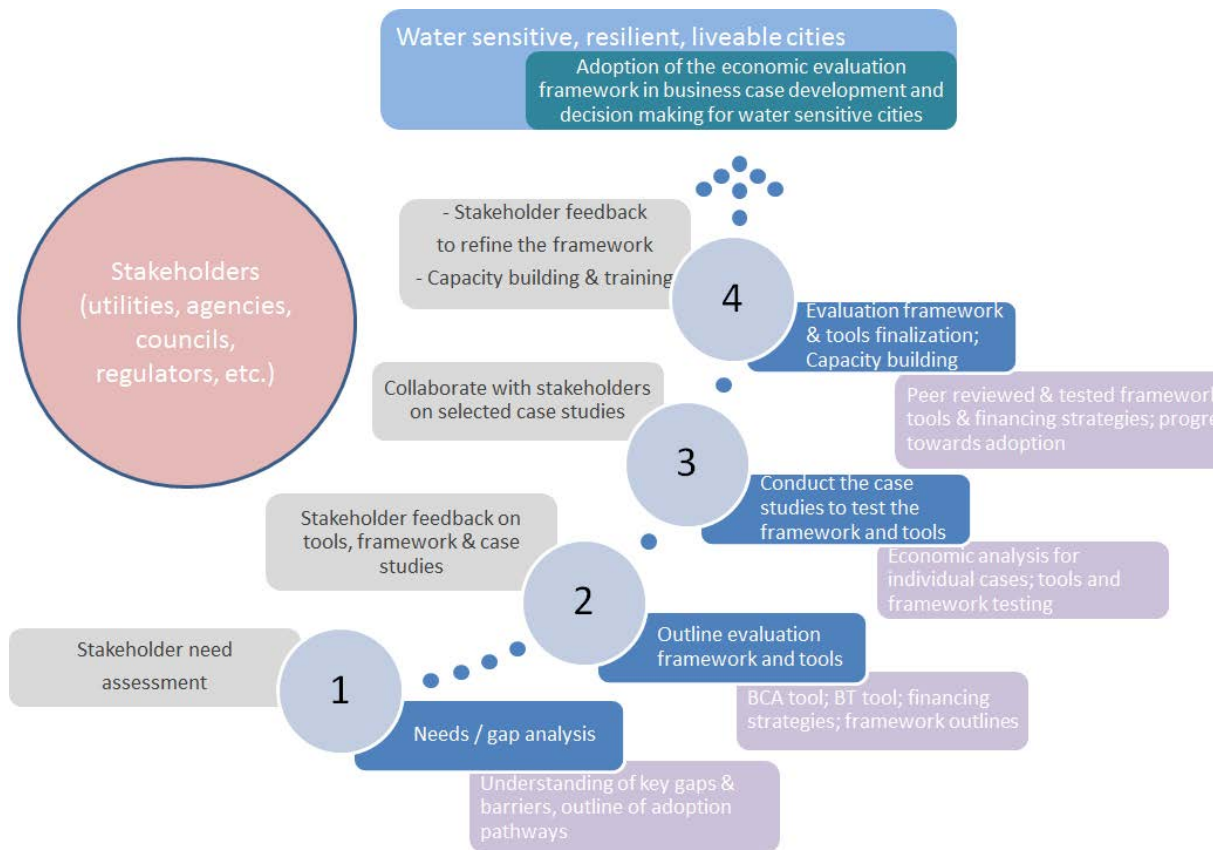 Water sensitive, resilient, liveable cities
Adoption of the economic evaluation
framework in business case development and
decision making for water sensitive cities
Stakeholders
(utilities, agencies,
councils,
regulators, etc.)
- Stakeholder feedback
to refine the framework
- Capacity building & training
4
Evaluation framework
& tools finalization;
Capacity building
Peer reviewed & tested framework
tools & financing strategies;
towards adoption
Collaborate with stakeholders
on selected case studies
3
Conduct the case
studies to test the
framework and tools
Economic analysis for
individual cases; tools and
framework testing
Stakeholder feedback on
tools, framework & case
studies
2
Outline evaluation
framework and tools
BCA tool; BT tool; financing
strategies; framework outlines
Stakeholder need
assessment
1
Needs / gap analysis
Understanding of key gaps &
barriers, outline of adoption
pathways